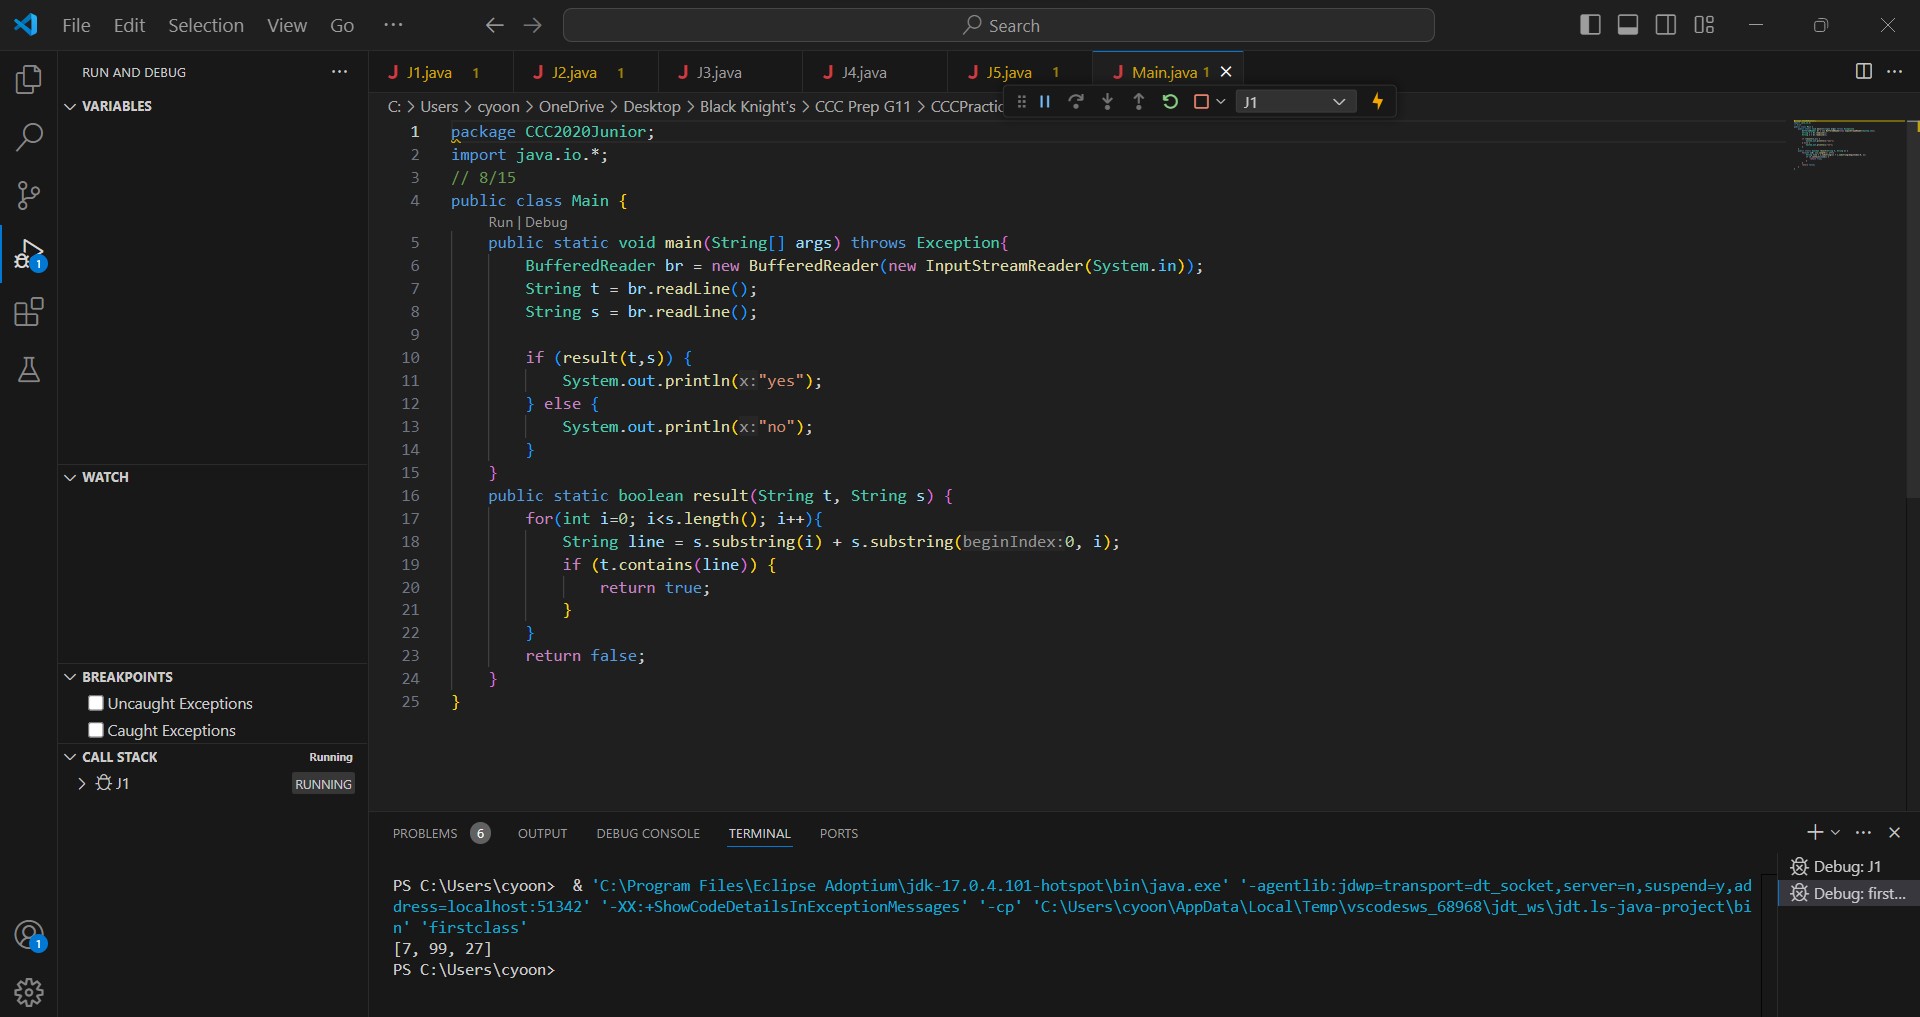 File Edit Selection View Go ··· Search
RUN AND DEBUG ···
VARIABLES
WATCH
BREAKPOINTS
Uncaught Exceptions
Caught Exceptions
CALL STACK Running
J1 RUNNING
1
1
J J1.java 1 J J2.java 1 J J3.java J J4.java J J5.java 1 J Main.java 1
C: > Users > cyoon > OneDrive > Desktop > Black Knight's > CCC Prep G11 > CCCPractic
J1
1 package CCC2020Junior;
2 import java.io.*;
3 // 8/15
4 public class Main {
Run | Debug
5 public static void main(String[] args) throws Exception{
6 BufferedReader br = new BufferedReader(new InputStreamReader(System.in));
7 String t = br.readLine();
8 String s = br.readLine();
9
10 if (result(t,s)) {
11 System.out.println(x:"yes");
12 } else {
13 System.out.println(x:"no");
14 }
15 }
16 public static boolean result(String t, String s) {
17 for(int i=0; i<s.length(); i++){
18 String line = s.substring(i) + s.substring(beginIndex:0, i);
19 if (t.contains(line)) {
20 return true;
21 }
22 }
23 return false;
24 }
25 }
PROBLEMS 6 OUTPUT DEBUG CONSOLE TERMINAL PORTS
PS C:\Users\cyoon> & 'C:\Program Files\Eclipse Adoptium\jdk-17.0.4.101-hotspot\bin\java.exe' '-agentlib:jdwp=transport=dt_socket,server=n,suspend=y,ad
dress=localhost:51342' '-XX:+ShowCodeDetailsInExceptionMessages' '-cp' 'C:\Users\cyoon\AppData\Local\Temp\vscodesws_68968\jdt_ws\jdt.ls-java-project\bi
n' 'firstclass'
[7, 99, 27]
PS C:\Users\cyoon>
Debug: J1
Debug: first...